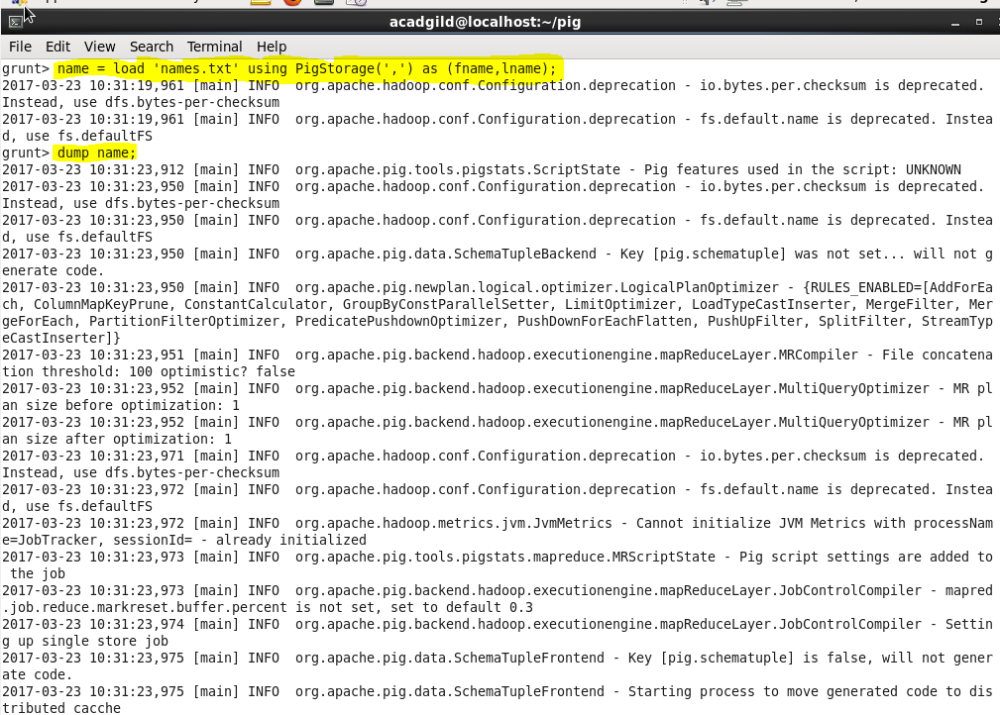 acadgild@localhost:~/pig
File Edit View Search Terminal Help
grunt> name = load 'names.txt' using PigStorage(',') as (fname,lname);
2017-03-23 10:31:19,961 [main] INFO  org.apache.hadoop.conf.Configuration.deprecation - io.bytes.per.checksum is deprecated.
Instead, use dfs.bytes-per-checksum
2017-03-23 10:31:19,961 [main] INFO  org.apache.hadoop.conf.Configuration.deprecation - fs.default.name is deprecated. Instea
d, use fs.defaultFS
grunt> dump name;
2017-03-23 10:31:23,912 [main] INFO  org.apache.pig.tools.pigstats.ScriptState - Pig features used in the script: UNKNOWN
2017-03-23 10:31:23,950 [main] INFO  org.apache.hadoop.conf.Configuration.deprecation - io.bytes.per.checksum is deprecated.
Instead, use dfs.bytes-per-checksum
2017-03-23 10:31:23,950 [main] INFO  org.apache.hadoop.conf.Configuration.deprecation - fs.default.name is deprecated. Instea
d, use fs.defaultFS
2017-03-23 10:31:23,950 [main] INFO  org.apache.pig.data.SchemaTupleBackend - Key [pig.schematuple] was not set... will not g
enerate code.
2017-03-23 10:31:23,950 [main] INFO  org.apache.pig.newplan.logical.optimizer.LogicalPlanOptimizer - {RULES_ENABLED=[AddForEa
ch, ColumnMapKeyPrune, ConstantCalculator, GroupByConstParallelSetter, LimitOptimizer, LoadTypeCastInserter, MergeFilter, Mer
geForEach, PartitionFilterOptimizer, PredicatePushdownOptimizer, PushDownForEachFlatten, PushUpFilter, SplitFilter, StreamTyp
eCastInserter]}
2017-03-23 10:31:23,951 [main] INFO  org.apache.pig.backend.hadoop.executionengine.mapReduceLayer.MRCompiler - File concatena
tion threshold: 100 optimistic? false
2017-03-23 10:31:23,952 [main] INFO  org.apache.pig.backend.hadoop.executionengine.mapReduceLayer.MultiQueryOptimizer - MR pl
an size before optimization: 1
2017-03-23 10:31:23,952 [main] INFO  org.apache.pig.backend.hadoop.executionengine.mapReduceLayer.MultiQueryOptimizer - MR pl
an size after optimization: 1
2017-03-23 10:31:23,971 [main] INFO  org.apache.hadoop.conf.Configuration.deprecation - io.bytes.per.checksum is deprecated.
Instead, use dfs.bytes-per-checksum
2017-03-23 10:31:23,972 [main] INFO  org.apache.hadoop.conf.Configuration.deprecation - fs.default.name is deprecated. Instea
d, use fs.defaultFS
2017-03-23 10:31:23,972 [main] INFO  org.apache.hadoop.metrics.jvm.JvmMetrics - Cannot initialize JVM Metrics with processNam
e=JobTracker, sessionId= - already initialized
2017-03-23 10:31:23,973 [main] INFO  org.apache.pig.tools.pigstats.mapreduce.MRScriptState - Pig script settings are added to
 the job
2017-03-23 10:31:23,973 [main] INFO  org.apache.pig.backend.hadoop.executionengine.mapReduceLayer.JobControlCompiler - mapred
.job.reduce.markreset.buffer.percent is not set, set to default 0.3
2017-03-23 10:31:23,974 [main] INFO  org.apache.pig.backend.hadoop.executionengine.mapReduceLayer.JobControlCompiler - Settin
g up single store job
2017-03-23 10:31:23,975 [main] INFO  org.apache.pig.data.SchemaTupleFrontend - Key [pig.schematuple] is false, will not gener
ate code.
2017-03-23 10:31:23,975 [main] INFO  org.apache.pig.data.SchemaTupleFrontend - Starting process to move generated code to dis
tributed cacche